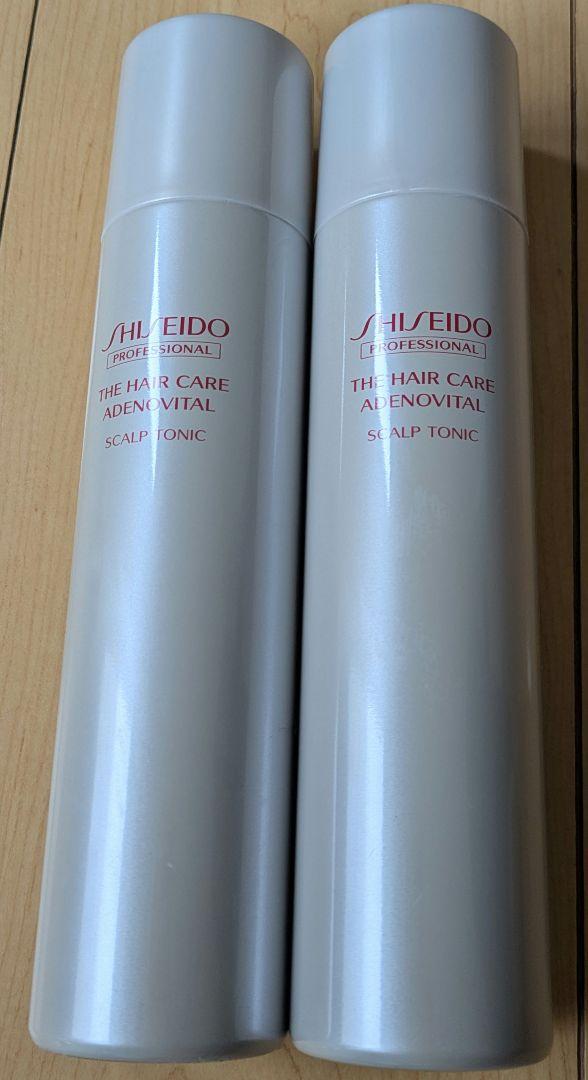 SHISEIDO
PROFESSIONAL
THE HAIR CARE
ADENOVITAL
SCALP TONIC
SHISEIDO
PROFESSIONAL
THE HAIR CARE
ADENOVITAL
SCALP TONIC